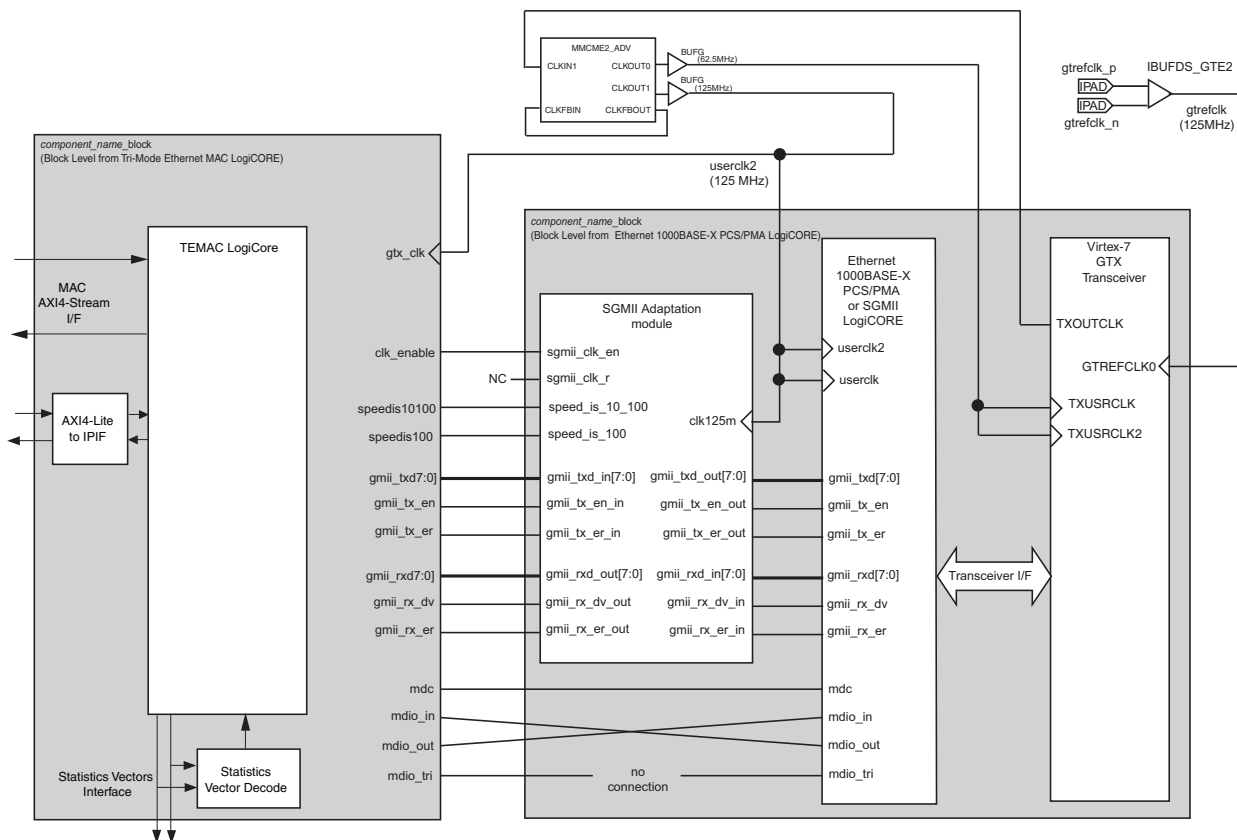 MMCME2_ADV
CLKIN1
CLKOUT0
CLKOUT1
CLKFBIN
CLKFBOUT
BUFG
(62.5MHz)
BUFG
(125MHz)
IBUFDS_GTE2
gtrefclk_p
IPAD
IPAD
gtrefclk_n
gtrefclk
(125MHz)
userclk2
(125 MHz)
component_name_block
(Block Level from Tri-Mode Ethernet MAC LogiCORE)
TEMAC LogiCore
MAC
AXI4-Stream
I/F
AXI4-Lite
to IPIF
Statistics Vectors
Interface
Statistics
Vector Decode
gtx_clk
clk_enable
speedis10100
speedis100
gmii_txd7:0]
gmii_tx_en
gmii_tx_er
gmii_rxd7:0]
gmii_rx_dv
gmii_rx_er
mdc
mdio_in
mdio_out
mdio_tri
NC
no
connection
component_name_block
(Block Level from Ethernet 1000BASE-X PCS/PMA LogiCORE)
SGMII Adaptation
module
sgmii_clk_en
sgmii_clk_r
speed_is_10_100
speed_is_100
clk125m
gmii_txd_in[7:0]
gmii_tx_en_in
gmii_tx_er_in
gmii_rxd_out[7:0]
gmii_rx_dv_out
gmii_rx_er_out
gmii_txd_out[7:0]
gmii_tx_en_out
gmii_tx_er_out
gmii_rxd_in[7:0]
gmii_rx_dv_in
gmii_rx_er_in
Ethernet
1000BASE-X
PCS/PMA
or SGMII
LogiCORE
userclk2
userclk
gmii_txd[7:0]
gmii_tx_en
gmii_tx_er
gmii_rxd[7:0]
gmii_rx_dv
gmii_rx_er
mdc
mdio_in
mdio_out
mdio_tri
Transceiver I/F
Virtex-7
GTX
Transceiver
TXOUTCLK
GTREFCLK0
TXUSRCLK
TXUSRCLK2